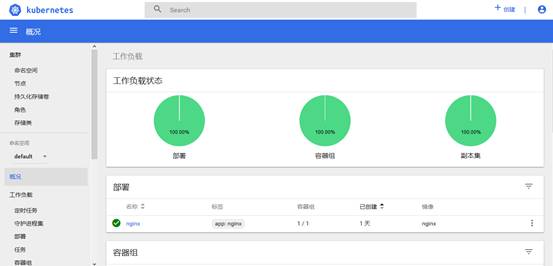 kubernetes
Search
+ 创建
概况
集群
命名空间
节点
持久化存储卷
角色
存储类
命名空间
default
概况
工作负载
定时任务
守护进程集
部署
任务
容器组
工作负载
工作负载状态
100.00%
100.00%
100.00%
部署
容器组
副本集
部署
名称 标签 容器组 已创建 镜像
nginx app: nginx 1 / 1 1 天 nginx
容器组